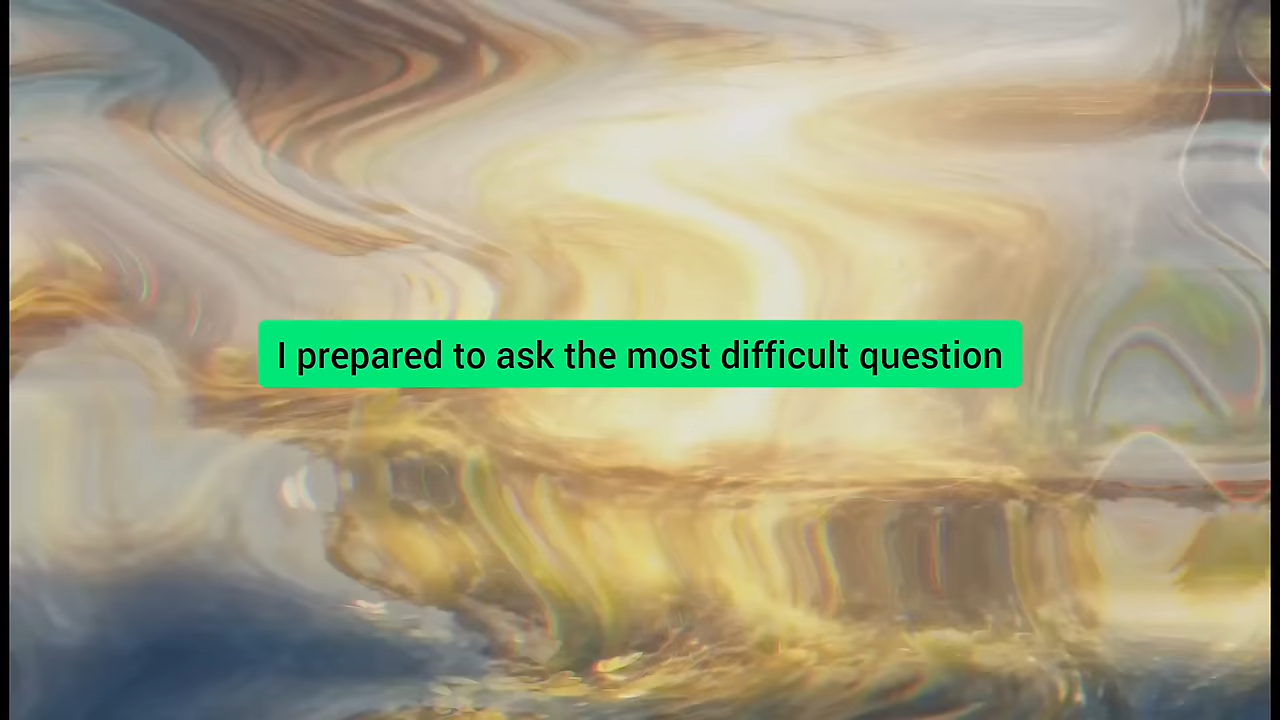 I prepared to ask the most difficult question